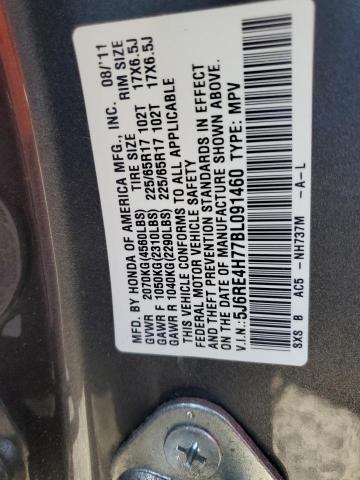 MFD. BY HONDA OF AMERICA MFG., INC. 08/'11
TIRE SIZE RIM SIZE
GVWR 2070KG(4560LBS)
GAWR F 1050KG(2310LBS) 225/65R17 102T 17X6.5J
GAWR R 1040KG(2290LBS) 225/65R17 102T 17X6.5J
THIS VEHICLE CONFORMS TO ALL APPLICABLE
FEDERAL MOTOR VEHICLE SAFETY
AND THEFT PREVENTION STANDARDS IN EFFECT
ON THE DATE OF MANUFACTURE SHOWN ABOVE.
V.I.N.:5J6RE4H77BL091460 TYPE: MPV
SXS B AC5 -NH737M -A-L